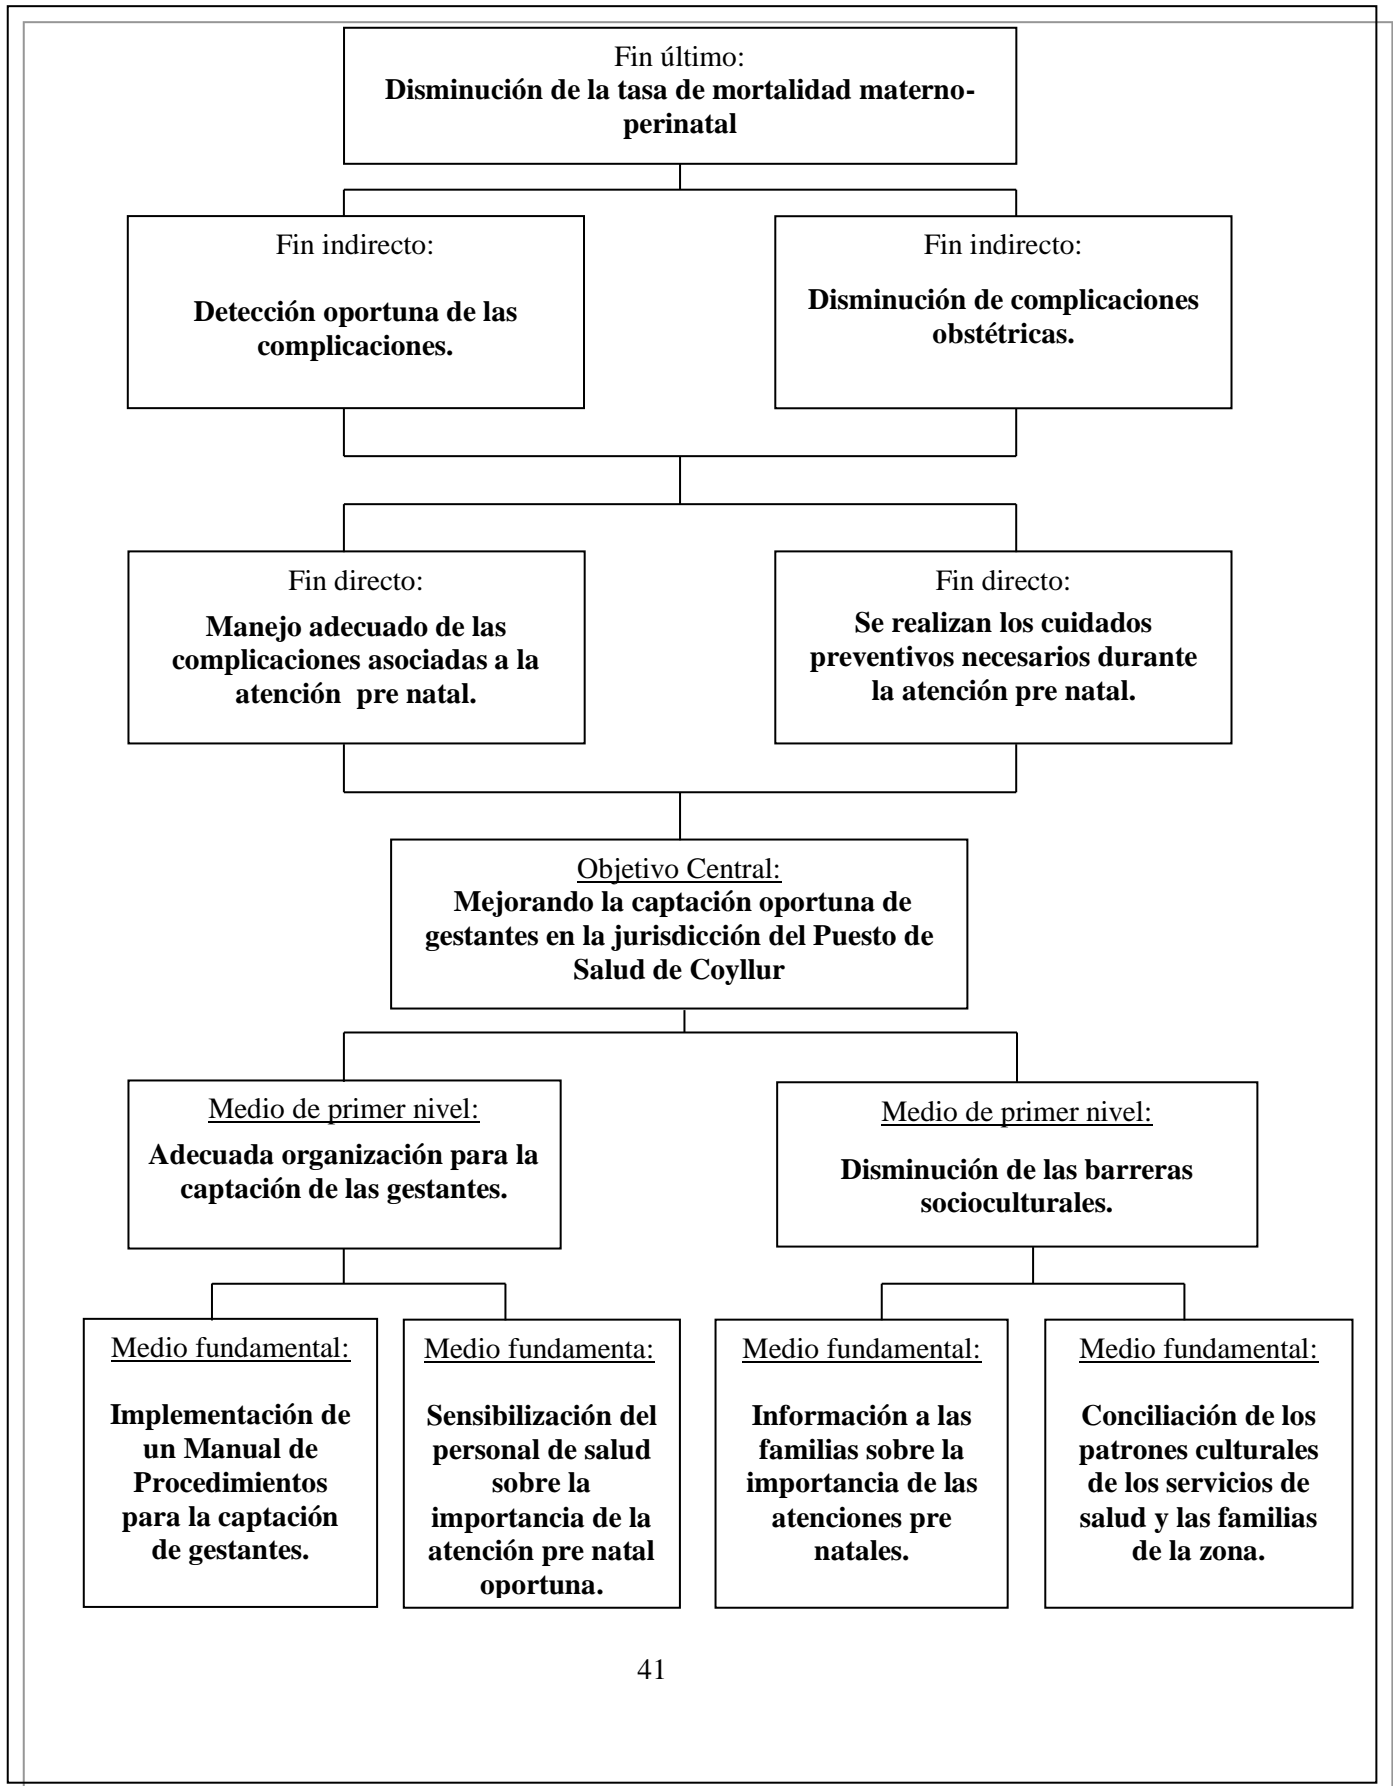 Fin último:
Disminución de la tasa de mortalidad materno-
perinatal
Fin indirecto:
Detección oportuna de las
complicaciones.
Fin indirecto:
Disminución de complicaciones
obstétricas.
Fin directo:
Manejo adecuado de las
complicaciones asociadas a la
atención pre natal.
Fin directo:
Se realizan los cuidados
preventivos necesarios durante
la atención pre natal.
Objetivo Central:
Mejorando la captación oportuna de
gestantes en la jurisdicción del Puesto de
Salud de Coyllur
Medio de primer nivel:
Adecuada organización para la
captación de las gestantes.
Medio de primer nivel:
Disminución de las barreras
socioculturales.
Medio fundamental:
Implementación de
un Manual de
Procedimientos
para la captación
de gestantes.
Medio fundamenta:
Sensibilización del
personal de salud
sobre la
importancia de la
atención pre natal
oportuna.
Medio fundamental:
Información a las
familias sobre la
importancia de las
atenciones pre
natales.
Medio fundamental:
Conciliación de los
patrones culturales
de los servicios de
salud y las familias
de la zona.
41